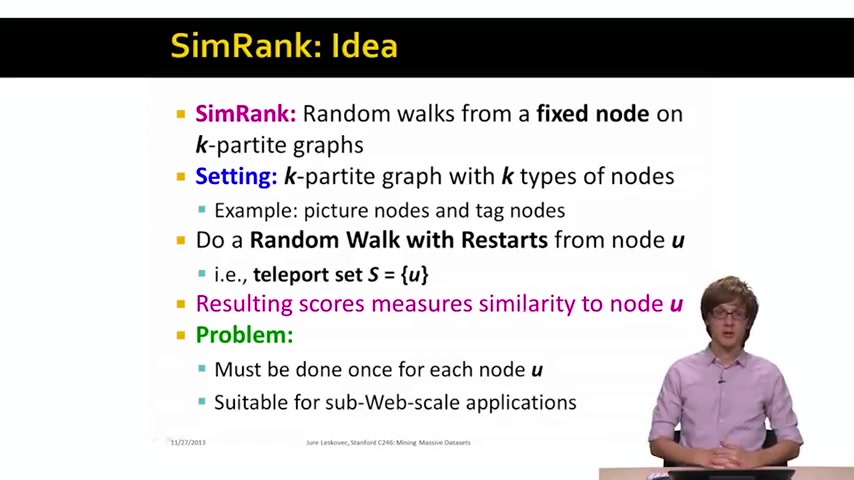 SimRank: Idea
SimRank: Random walks from a fixed node on
k-partite graphs
Setting: k-partite graph with k types of nodes
Example: picture nodes and tag nodes
Do a Random Walk with Restarts from node u
i.e., teleport set S = {u}
Resulting scores measures similarity to node u
Problem:
Must be done once for each node u
Suitable for sub-Web-scale applications
11/27/2013 Jure Leskovec, Stanford C246: Mining Massive Datasets